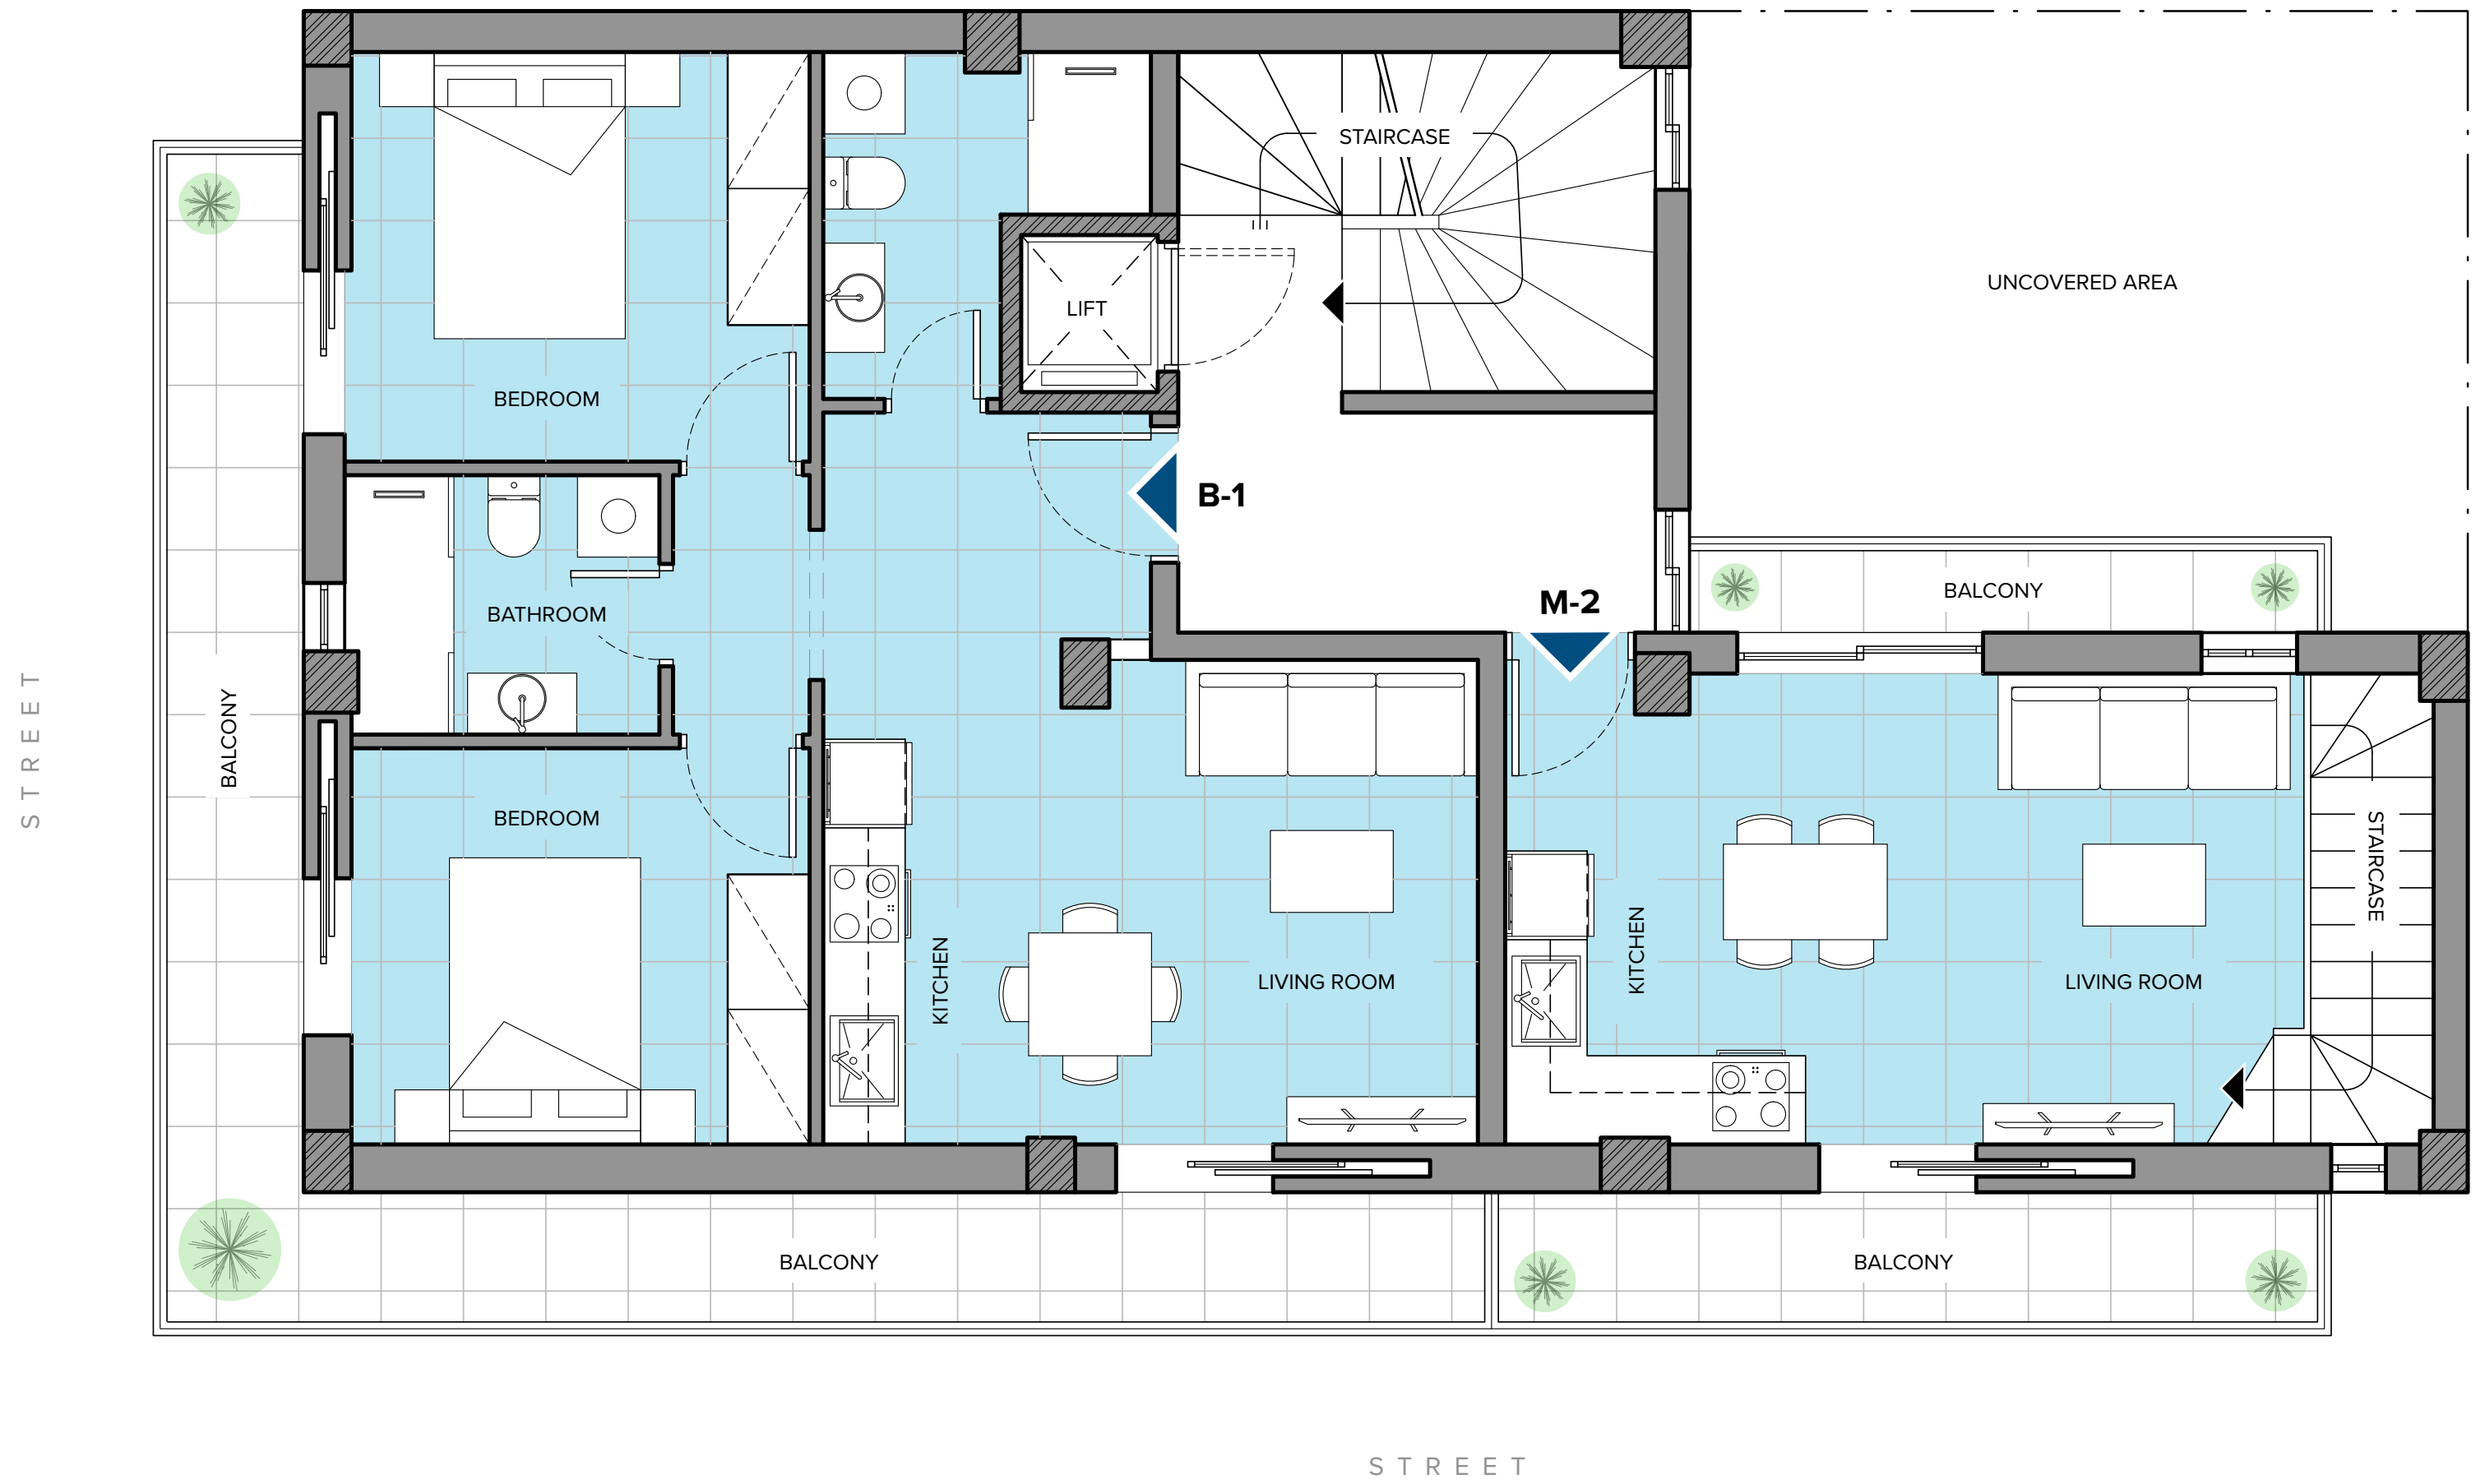 STAIRCASE
UNCOVERED AREA
LIFT
BEDROOM
B-1
BALCONY
M-2
BATHROOM
BALCONY
STREET
BEDROOM
STAIRCASE
KITCHEN
KITCHEN
LIVING ROOM
LIVING ROOM
BALCONY
BALCONY
STREET